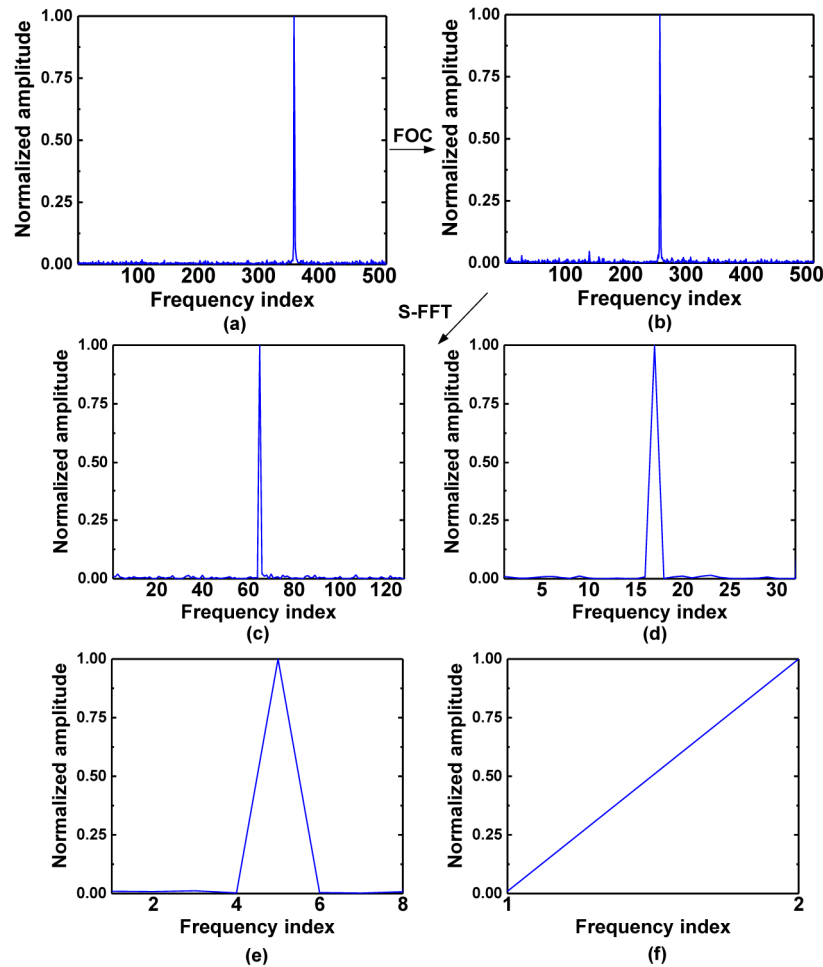 1.00
0.75
0.50
0.25
0.00
Normalized amplitude
100 200 300 400 500
Frequency index
(a)
FOC
1.00
0.75
0.50
0.25
0.00
Normalized amplitude
100 200 300 400 500
Frequency index
(b)
S-FFT
1.00
0.75
0.50
0.25
0.00
Normalized amplitude
20 40 60 80 100 120
Frequency index
(c)
1.00
0.75
0.50
0.25
0.00
Normalized amplitude
5 10 15 20 25 30
Frequency index
(d)
1.00
0.75
0.50
0.25
0.00
Normalized amplitude
2 4 6 8
Frequency index
(e)
1.00
0.75
0.50
0.25
0.00
Normalized amplitude
1 2
Frequency index
(f)